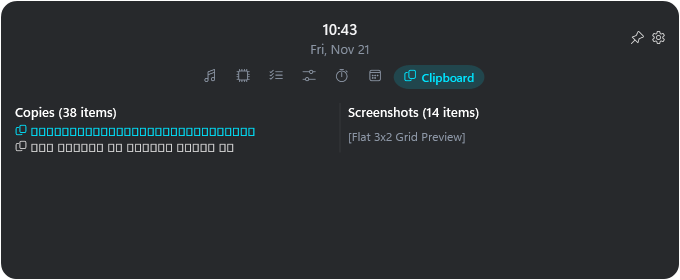 10:43
Fri, Nov 21
Clipboard
Copies (38 items)
Screenshots (14 items)
[Flat 3x2 Grid Preview]